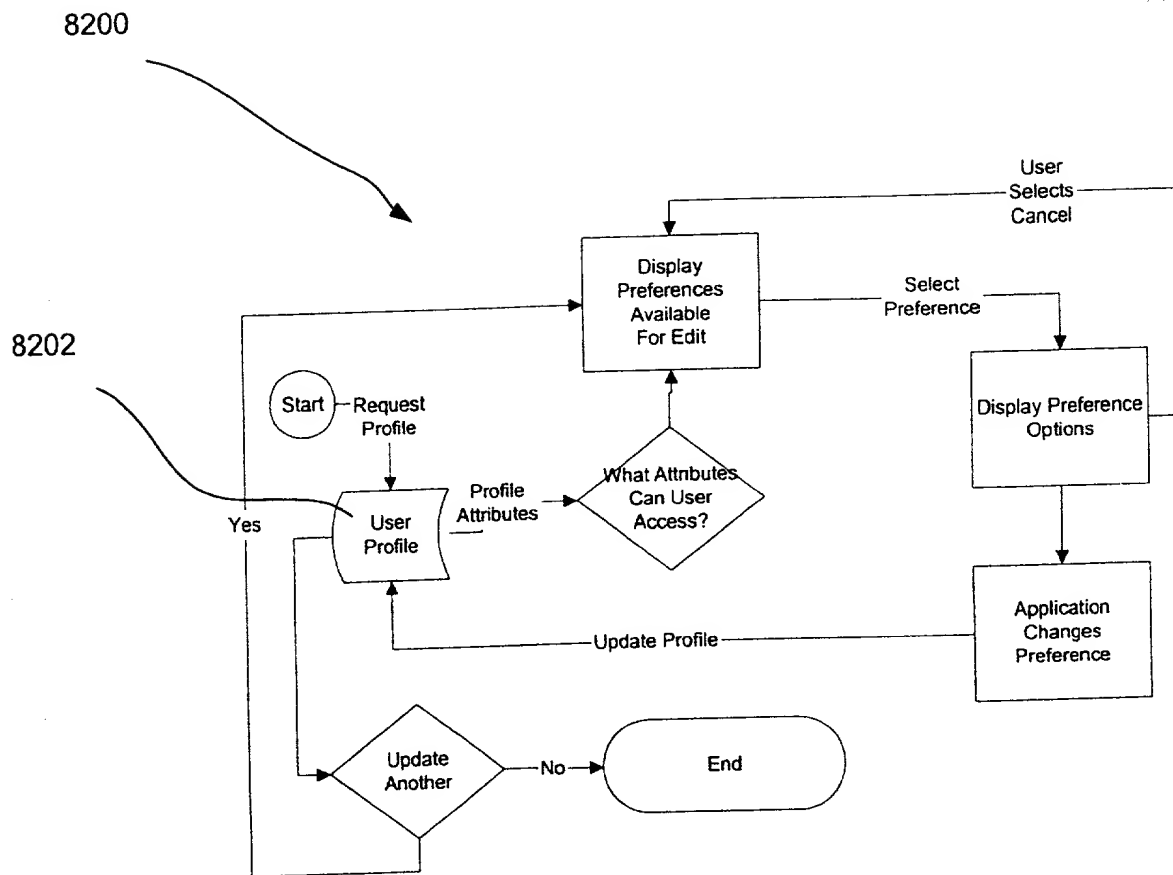 8200
User
Selects
Cancel
Display
Preferences
Available
For Edit
Select
Preference
8202
Start
Request
Profile
Display Preference
Options
What Attributes
Can User
Access?
Profile
Attributes
User
Profile
Yes
Application
Changes
Preference
Update Profile
Update
Another
No
End